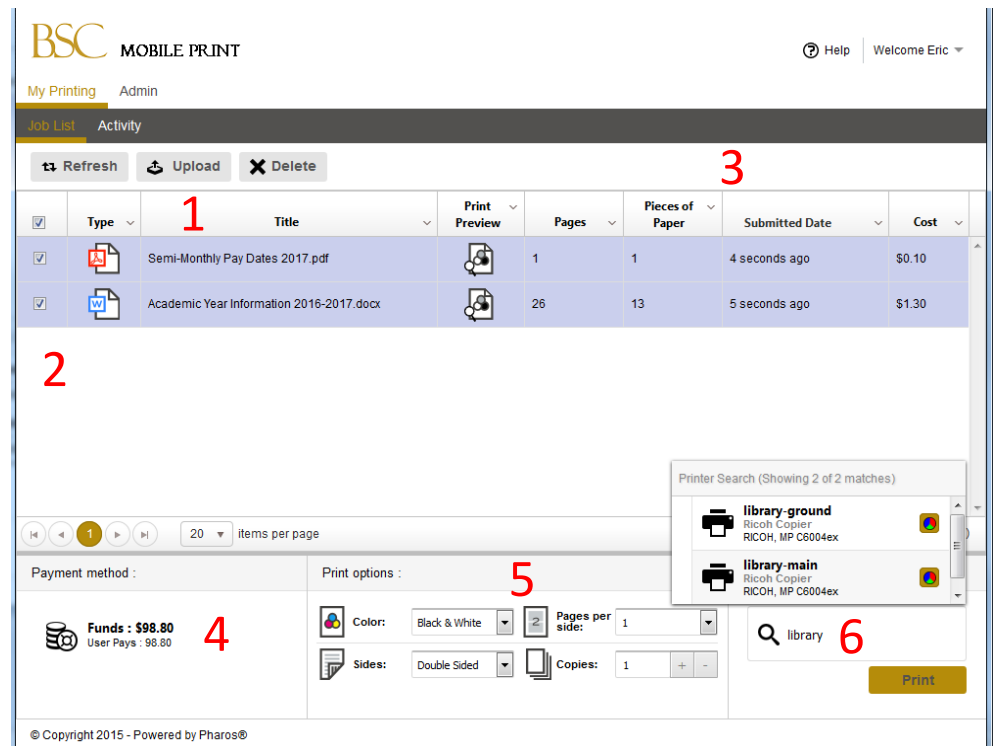 BSC MOBILE PRINT
Help Welcome Eric
My Printing Admin
Job List Activity
Refresh Upload Delete
3
1
Type Title Print Preview Pages Pieces of Paper Submitted Date Cost
Semi-Monthly Pay Dates 2017.pdf 1 1 4 seconds ago $0.10
W Academic Year Information 2016-2017.docx 26 13 5 seconds ago $1.30
2
Printer Search (Showing 2 of 2 matches)
library-ground
Ricoh Copier
RICOH, MP C6004ex
library-main
Ricoh Copier
RICOH, MP C6004ex
1 20 items per page
Payment method :
Print options :
5
Funds : $98.80
User Pays : 98.80
4
Color: Black & White 2 Pages per side: 1
Sides: Double Sided Copies: 1 + -
library
6
Print
© Copyright 2015 - Powered by Pharos®